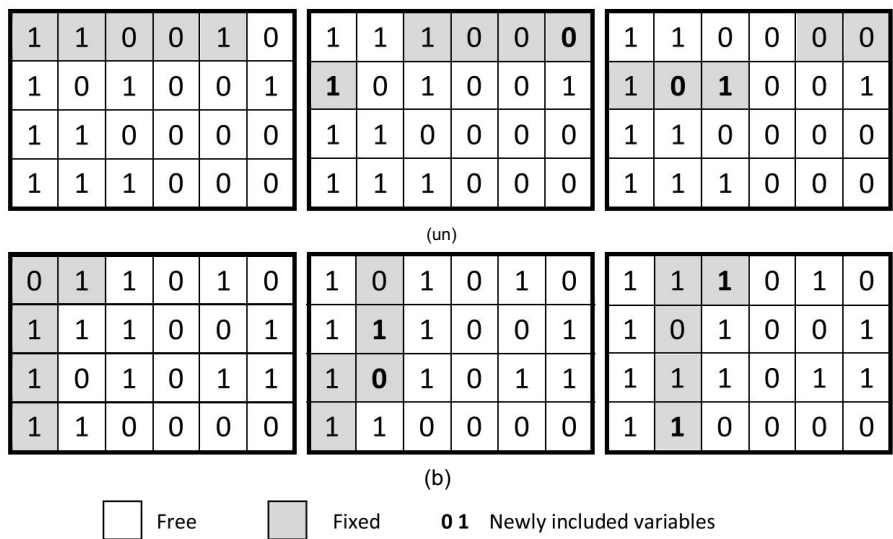 1 1 0 0 1 0 1 1 1 0 0 0 1 1 0 0 0 0
1 0 1 0 0 1 1 0 1 0 0 1 1 0 1 0 0 1
1 1 0 0 0 0 1 1 0 0 0 0 1 1 0 0 0 0
1 1 1 0 0 0 1 1 1 0 0 0 1 1 1 0 0 0
(un)
0 1 1 0 1 0 1 0 1 0 1 0 1 1 1 0 1 0
1 1 1 0 0 1 1 1 1 0 0 1 1 0 1 0 0 1
1 0 1 0 1 1 1 0 1 0 1 1 1 1 1 0 1 1
1 1 0 0 0 0 1 1 0 0 0 0 1 1 0 0 0 0
(b)
Free Fixed 0 1 Newly included variables